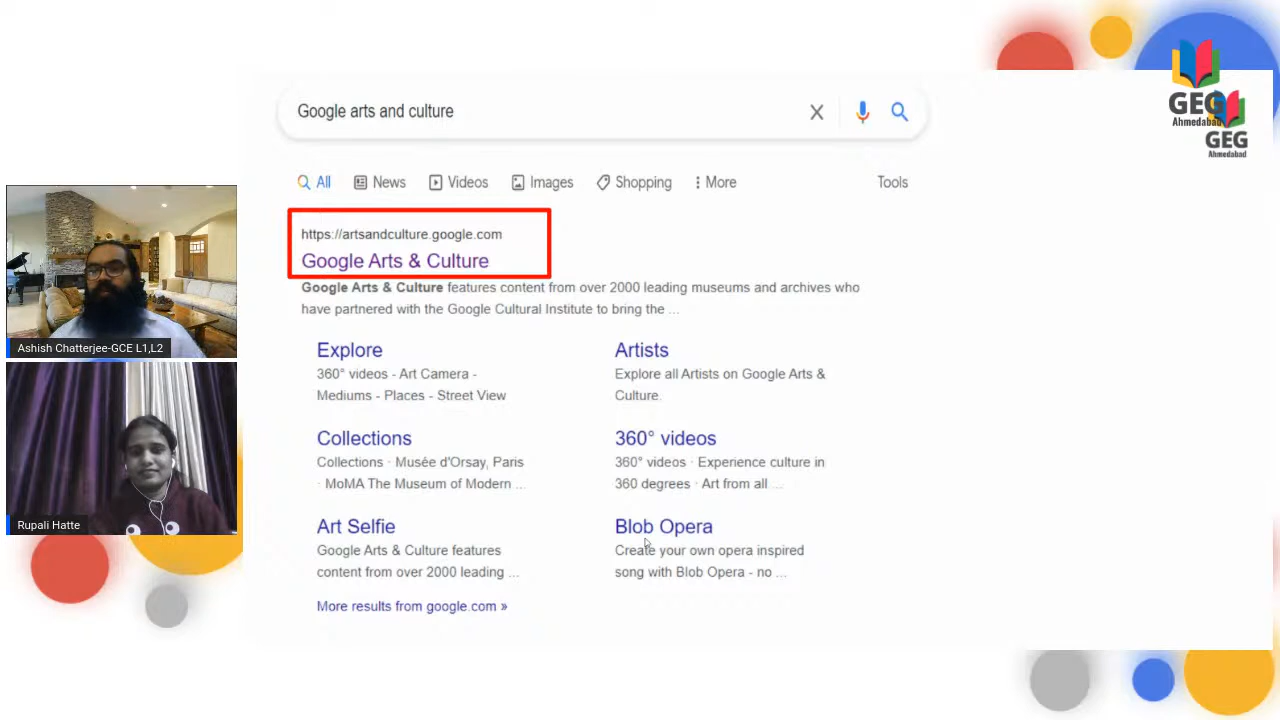 Google arts and culture
All News Videos Images Shopping More Tools
https://artsandculture.google.com
Google Arts & Culture
Google Arts & Culture features content from over 2000 leading museums and archives who
have partnered with the Google Cultural Institute to bring the ...
Explore
360° videos - Art Camera -
Mediums - Places - Street View
Artists
Explore all Artists on Google Arts &
Culture.
Collections
Collections · Musée d'Orsay, Paris
· MoMA The Museum of Modern ...
360° videos
360° videos · Experience culture in
360 degrees · Art from all ...
Art Selfie
Google Arts & Culture features
content from over 2000 leading ...
Blob Opera
Create your own opera inspired
song with Blob Opera - no ...
More results from google.com »
GEG
Ahmedabad
GEG
Ahmedabad
Ashish Chatterjee-GCE L1,L2
Rupali Hatte